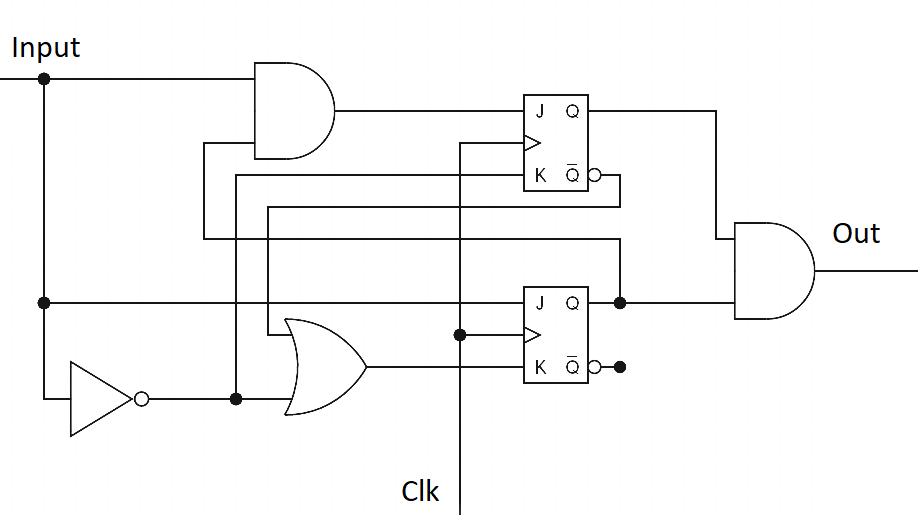 Input
J Q
K Q̅
Out
J Q
K Q̅
Clk